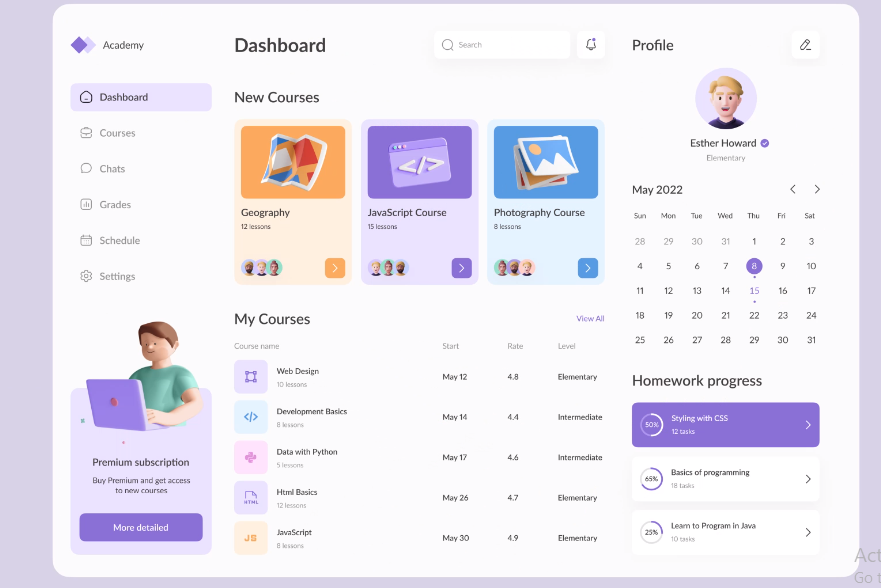 Academy
Dashboard
Courses
Chats
Grades
Schedule
Settings
Premium subscription
Buy Premium and get access
to new courses
More detailed
Dashboard
Search
New Courses
Geography
12 lessons
JavaScript Course
15 lessons
Photography Course
8 lessons
My Courses
View All
Course name Start Rate Level
Web Design
10 lessons
May 12 4.8 Elementary
Development Basics
8 lessons
May 14 4.4 Intermediate
Data with Python
5 lessons
May 17 4.6 Intermediate
HTML
Html Basics
12 lessons
May 26 4.7 Elementary
JS
JavaScript
8 lessons
May 30 4.9 Elementary
Profile
Esther Howard
Elementary
May 2022
Sun Mon Tue Wed Thu Fri Sat
28 29 30 31 1 2 3
4 5 6 7 8 9 10
11 12 13 14 15 16 17
18 19 20 21 22 23 24
25 26 27 28 29 30 31
Homework progress
50%
Styling with CSS
12 tasks
65%
Basics of programming
18 tasks
25%
Learn to Program in Java
10 tasks